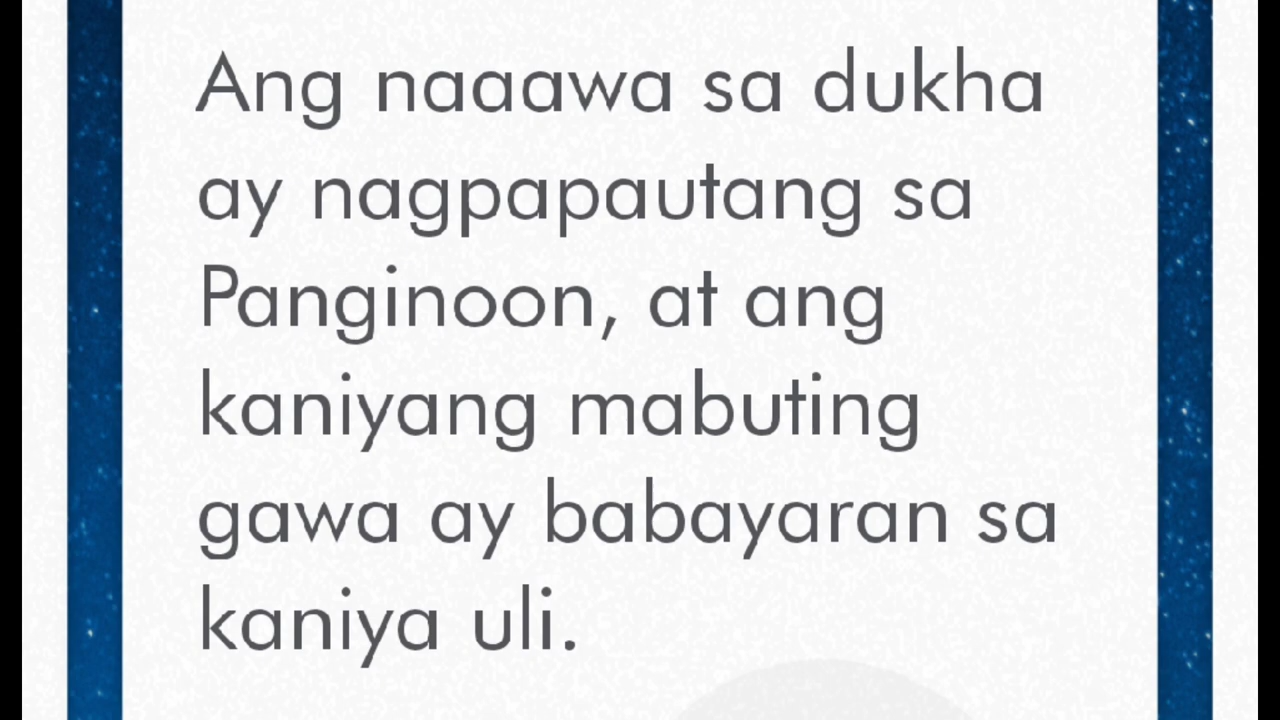 Ang naaawa sa dukha
ay nagpapautang sa
Panginoon, at ang
kaniyang mabuting
gawa ay babayaran sa
kaniya uli.